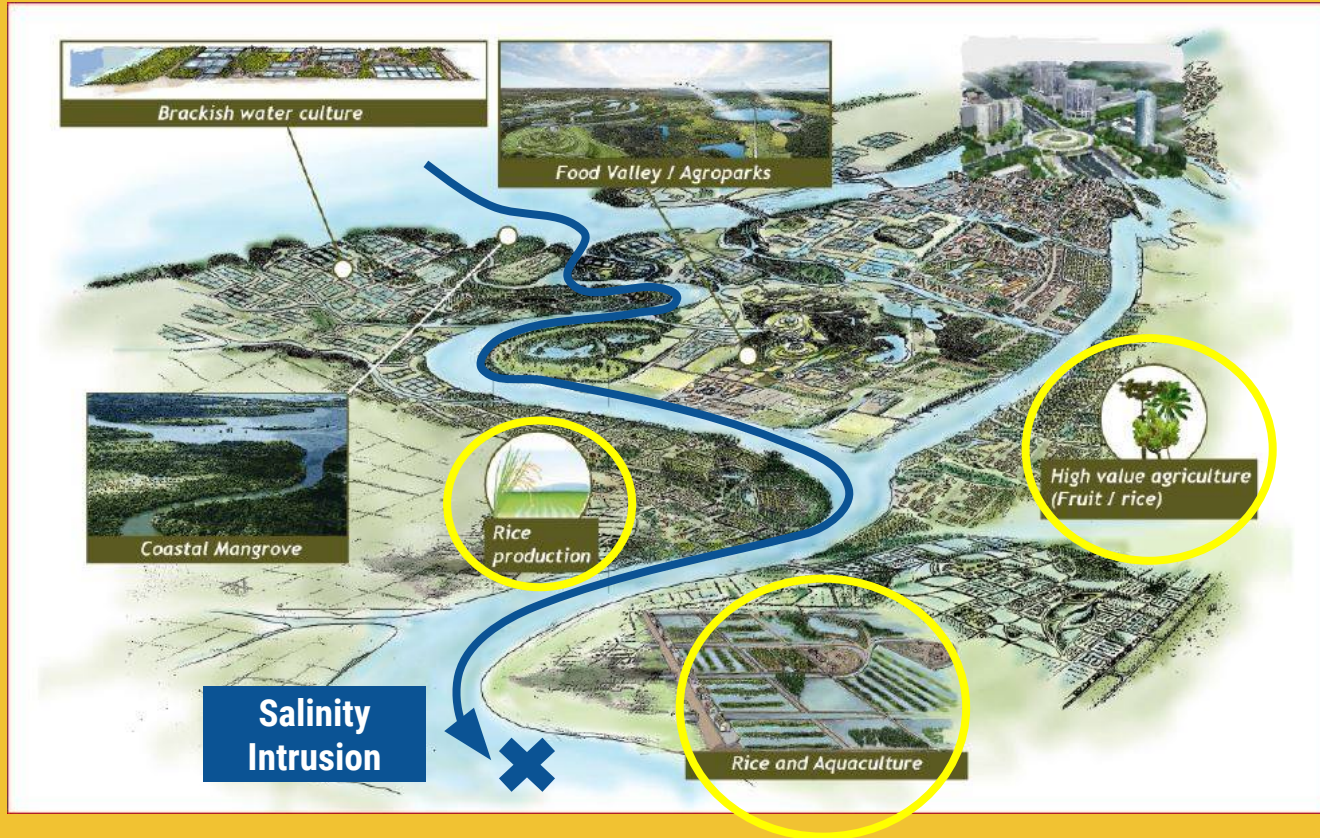 Brackish water culture
Food Valley / Agroparks
High value agriculture
(Fruit / rice)
Rice
production
Coastal Mangrove
Salinity
Intrusion
Rice and Aquaculture